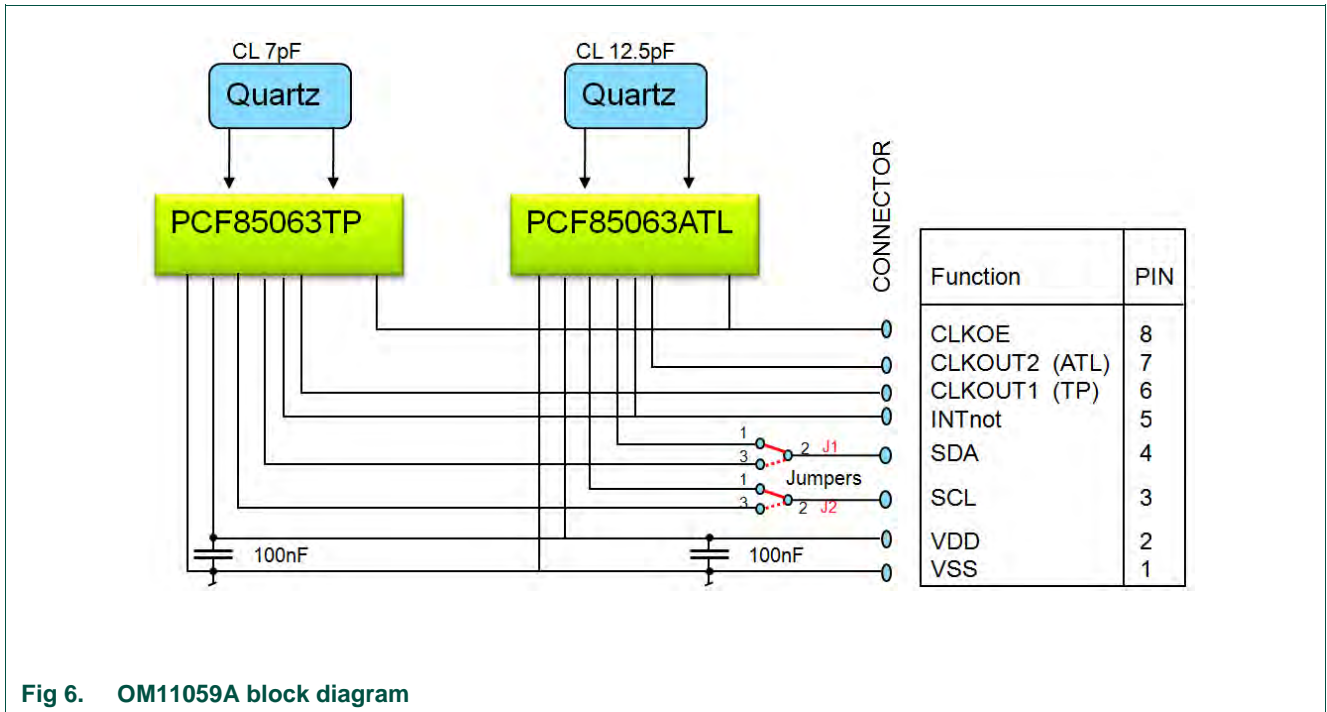 CL 7pF
CL 12.5pF
Quartz
Quartz
PCF85063TP
PCF85063ATL
CONNECTOR
Function PIN
CLKOE 8
CLKOUT2 (ATL) 7
CLKOUT1 (TP) 6
INTnot 5
1
2 J1
3
SDA 4
Jumpers
1
3
2 J2
SCL 3
VDD 2
100nF
100nF
VSS 1
Fig 6. OM11059A block diagram